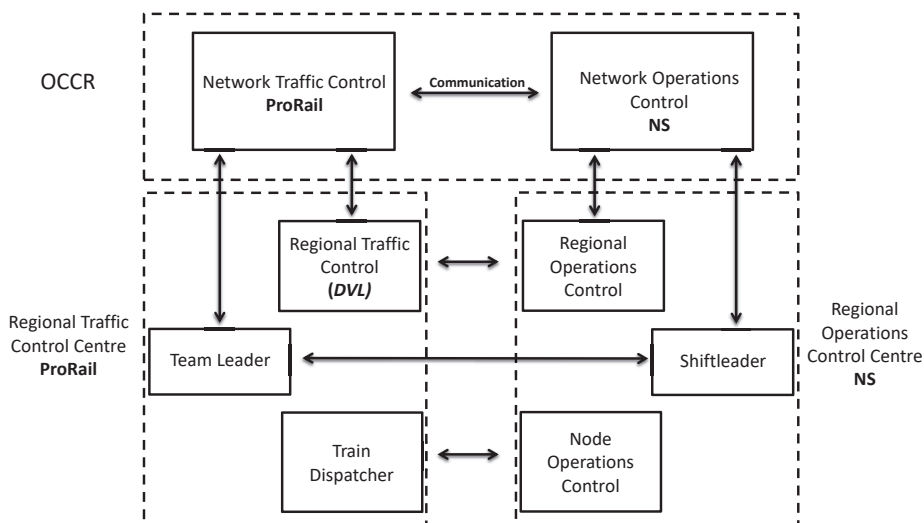 OCCR
Network Traffic Control
ProRail
Communication
Network Operations
Control
NS
Regional Traffic
Control
(DVL)
Regional
Operations
Control
Regional Traffic
Control Centre
ProRail
Team Leader
Shiftleader
Regional
Operations
Control Centre
NS
Train
Dispatcher
Node
Operations
Control